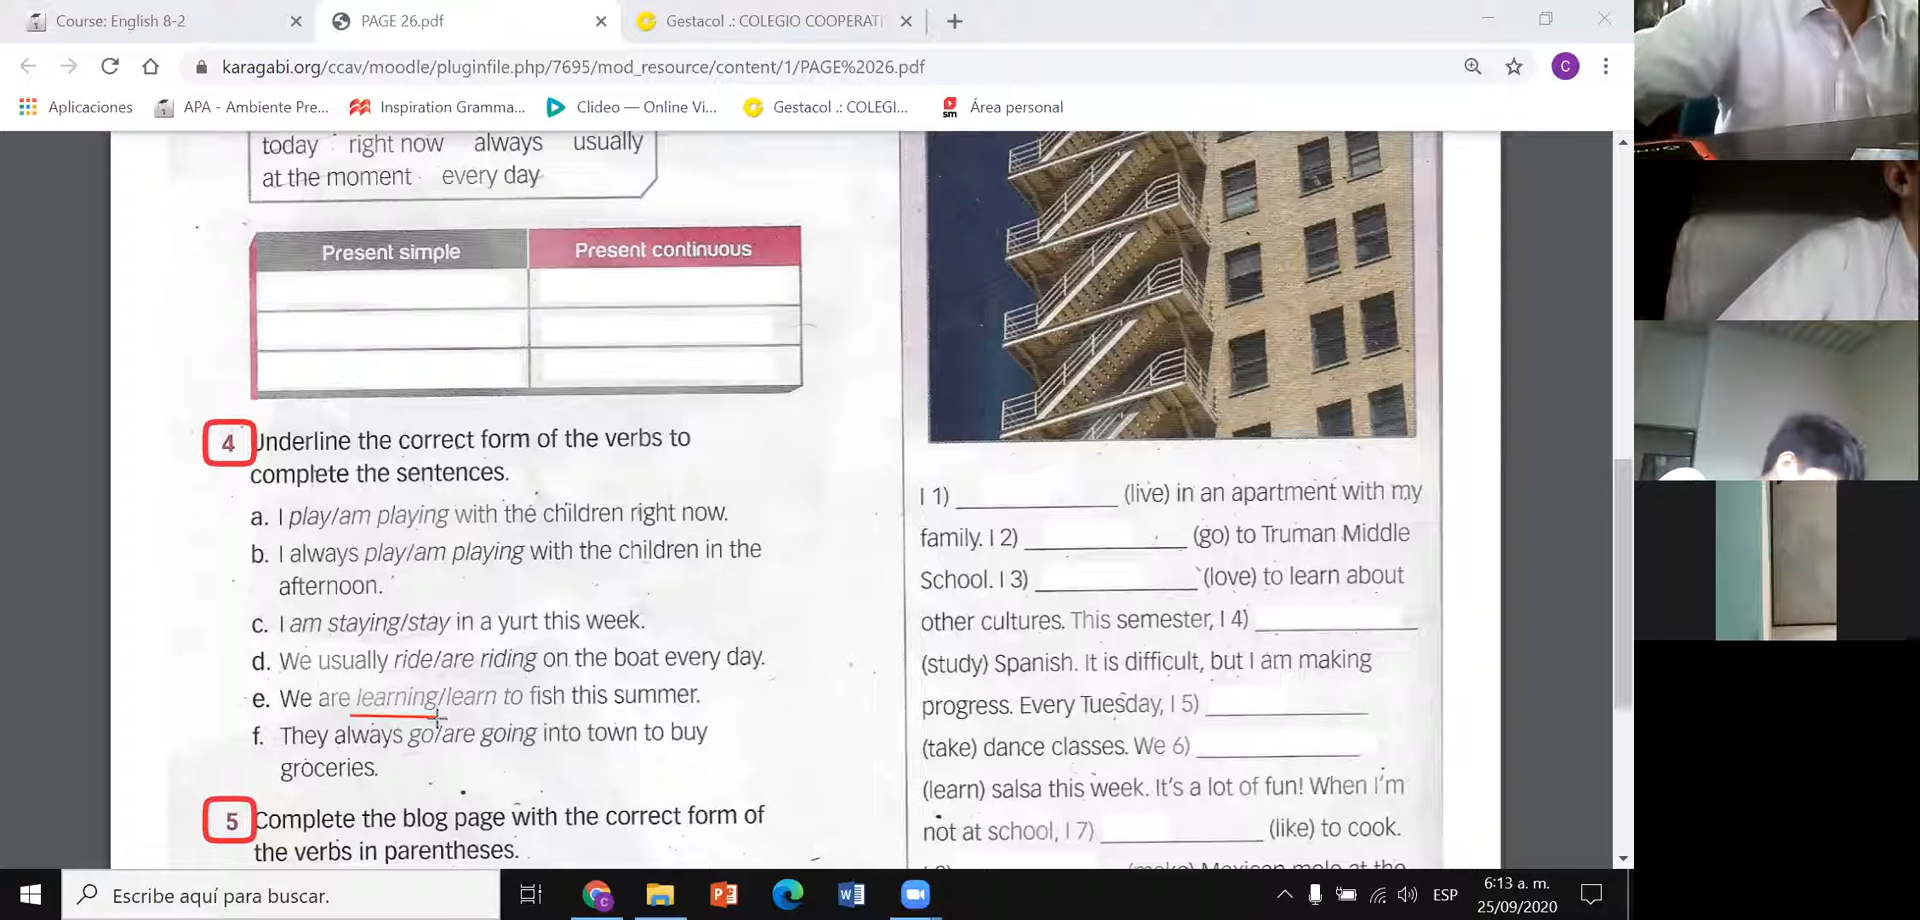 Course: English 8-2
PAGE 26.pdf
Gestacol .: COLEGIO COOPERATI
karagabi.org/ccav/moodle/pluginfile.php/7695/mod_resource/content/1/PAGE%2026.pdf
C
Aplicaciones
APA - Ambiente Pre...
Inspiration Gramma...
Clideo — Online Vi...
Gestacol .: COLEGI...
sm
Área personal
today right now always usually
at the moment every day
Present simple Present continuous
4 Underline the correct form of the verbs to
complete the sentences.
a. I play/am playing with the children right now.
b. I always play/am playing with the children in the
afternoon.
c. I am staying/stay in a yurt this week.
d. We usually ride/are riding on the boat every day.
e. We are learning/learn to fish this summer.
f. They always go/are going into town to buy
groceries.
5 Complete the blog page with the correct form of
the verbs in parentheses.
I 1) ____________ (live) in an apartment with my
family. I 2) ____________ (go) to Truman Middle
School. I 3) ____________ (love) to learn about
other cultures. This semester, I 4) ____________
(study) Spanish. It is difficult, but I am making
progress. Every Tuesday, I 5) ____________
(take) dance classes. We 6) ____________
(learn) salsa this week. It's a lot of fun! When I'm
not at school, I 7) ____________ (like) to cook.
Escribe aquí para buscar.
ESP
6:13 a. m.
25/09/2020